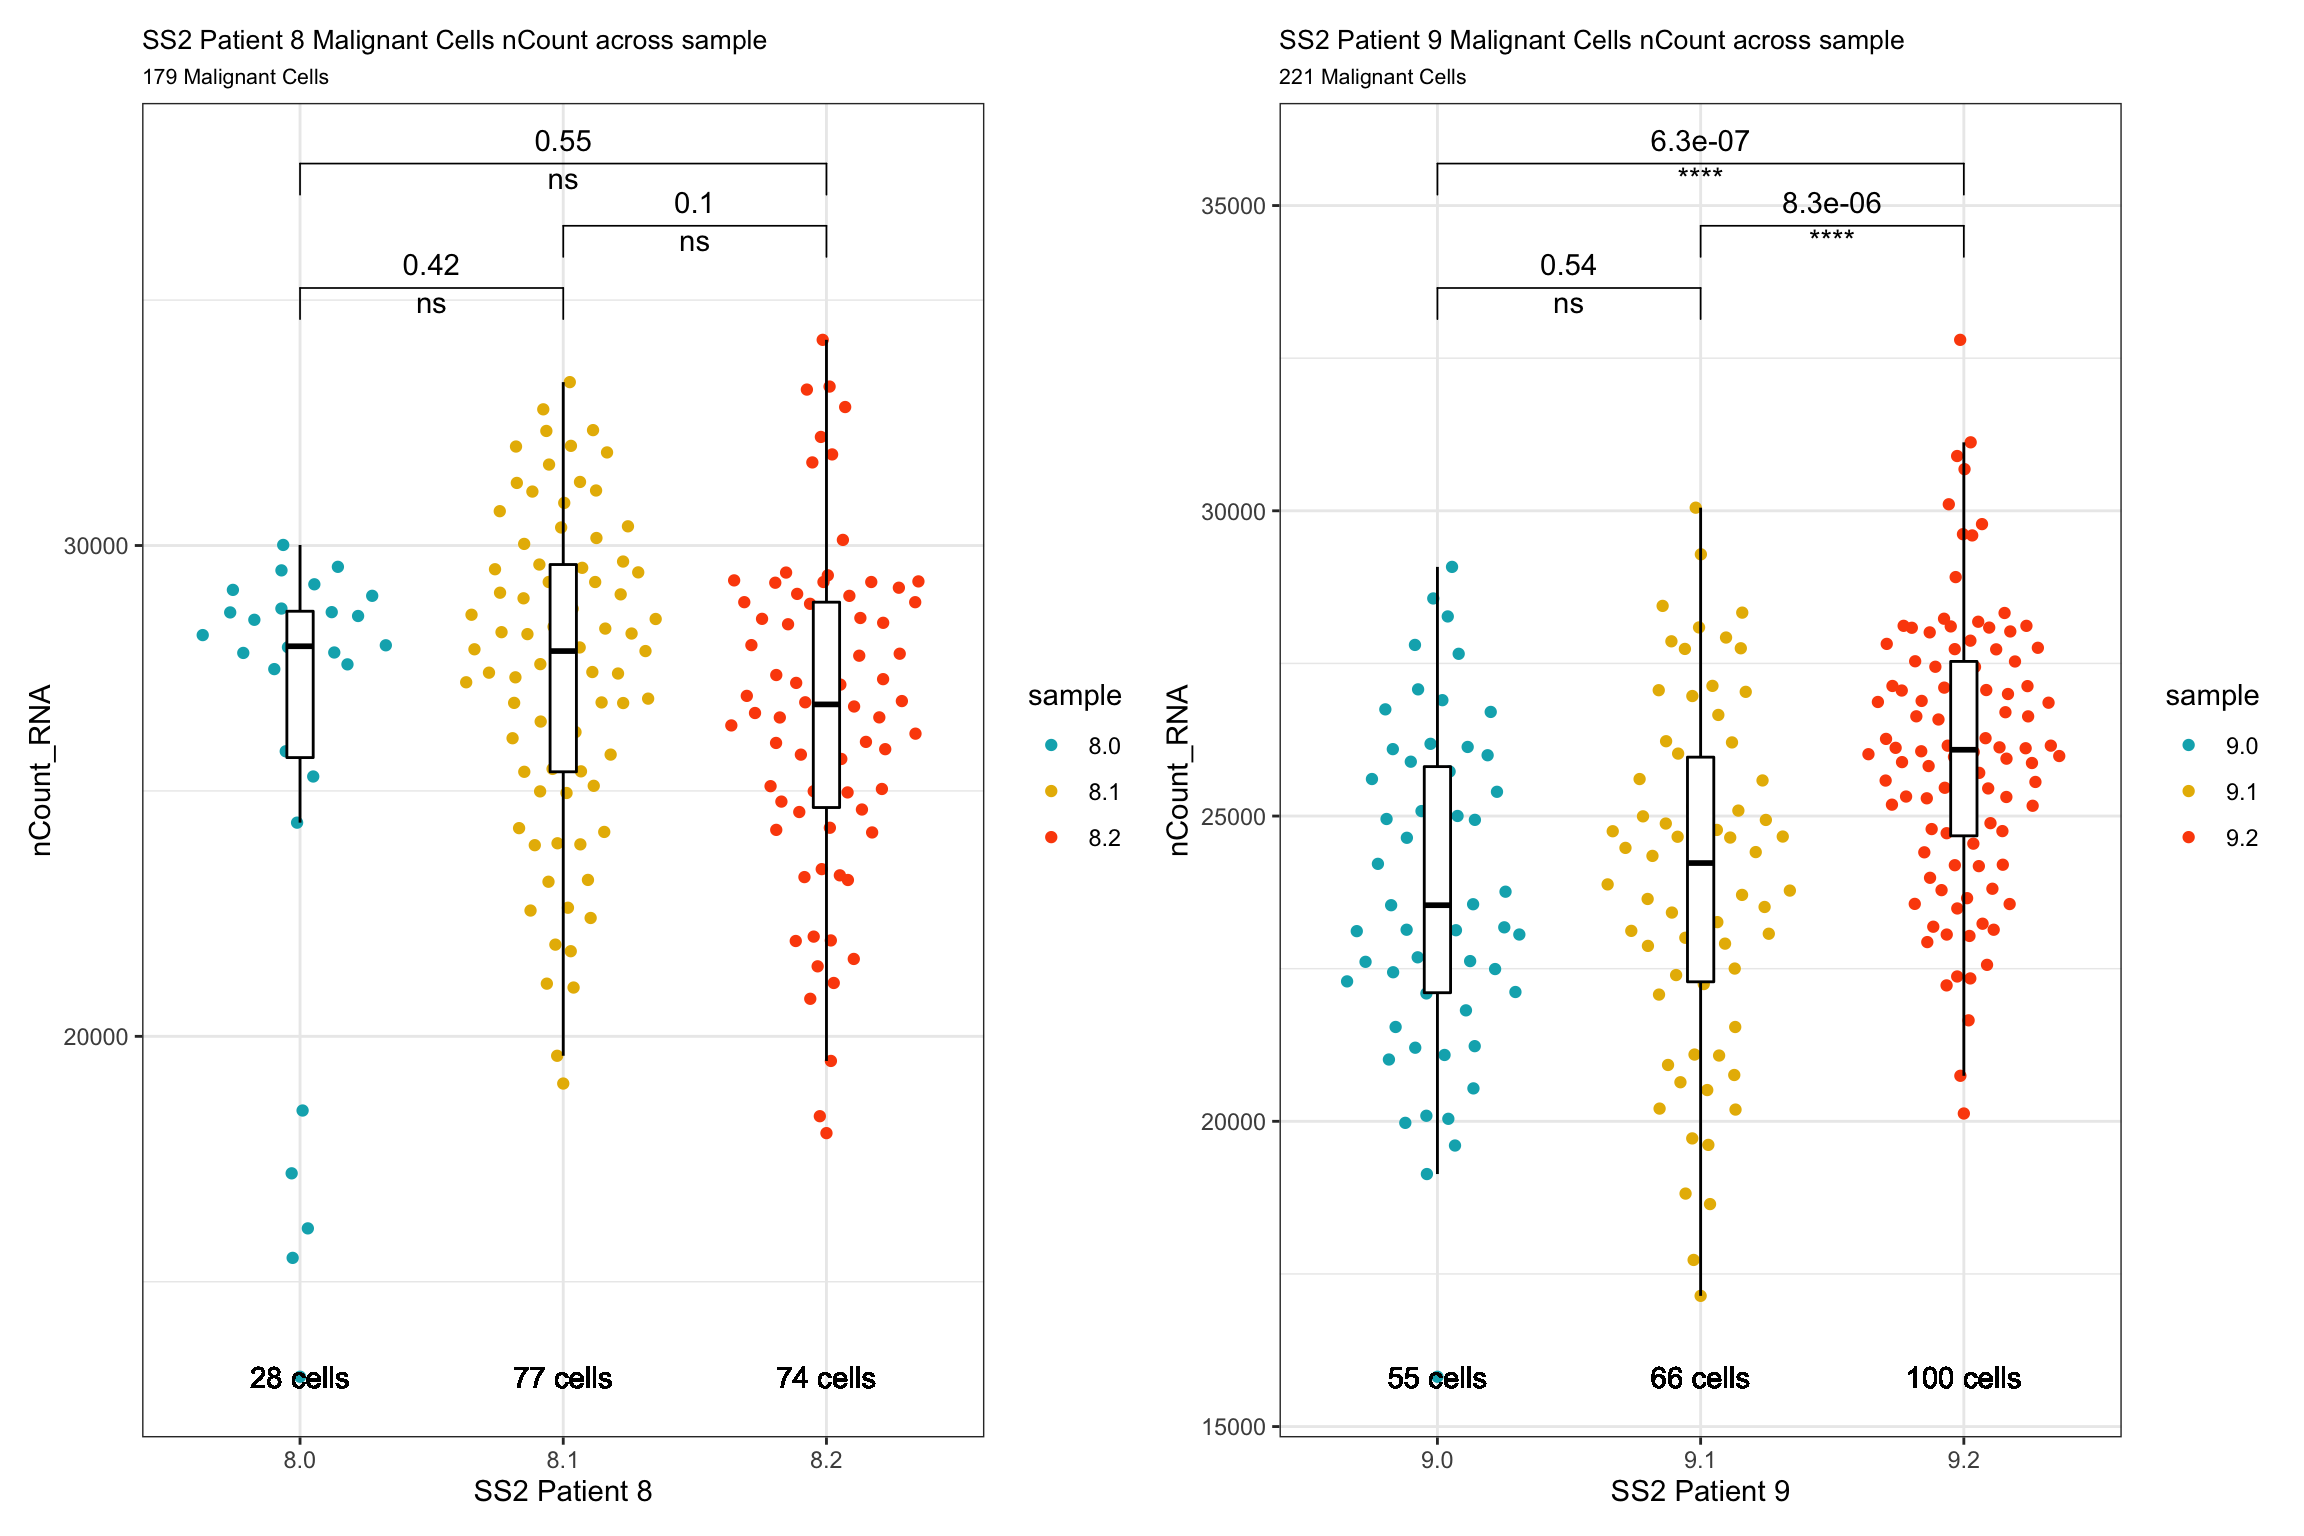 SS2 Patient 8 Malignant Cells nCount across sample
179 Malignant Cells
0.55
ns
0.1
ns
0.42
ns
30000
20000
nCount_RNA
28 cells
77 cells
74 cells
8.0
8.1
8.2
SS2 Patient 8
sample
8.0
8.1
8.2
SS2 Patient 9 Malignant Cells nCount across sample
221 Malignant Cells
6.3e-07
****
8.3e-06
****
0.54
ns
35000
30000
25000
20000
15000
nCount_RNA
55 cells
66 cells
100 cells
9.0
9.1
9.2
SS2 Patient 9
sample
9.0
9.1
9.2